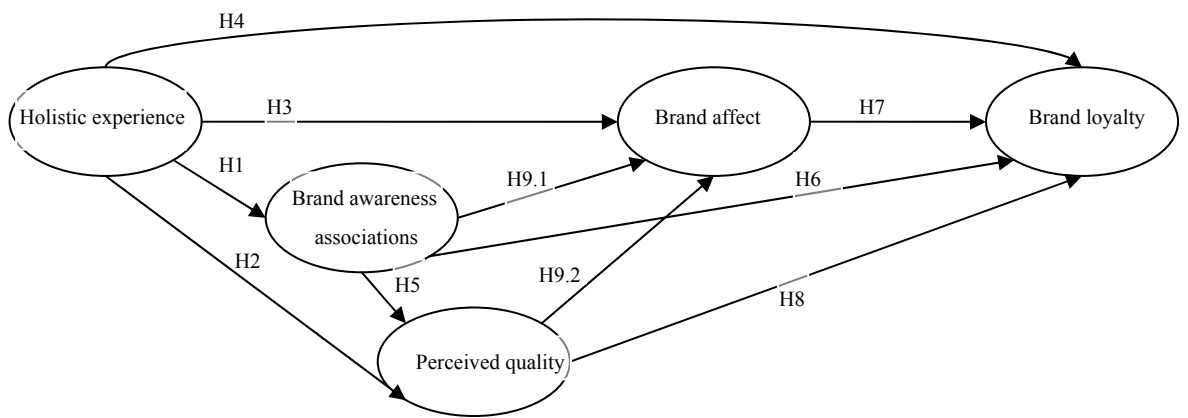 H4
Holistic experience
H3
Brand affect
H7
Brand loyalty
H1
Brand awareness
associations
H9.1
H6
H2
H5
H9.2
H8
Perceived quality